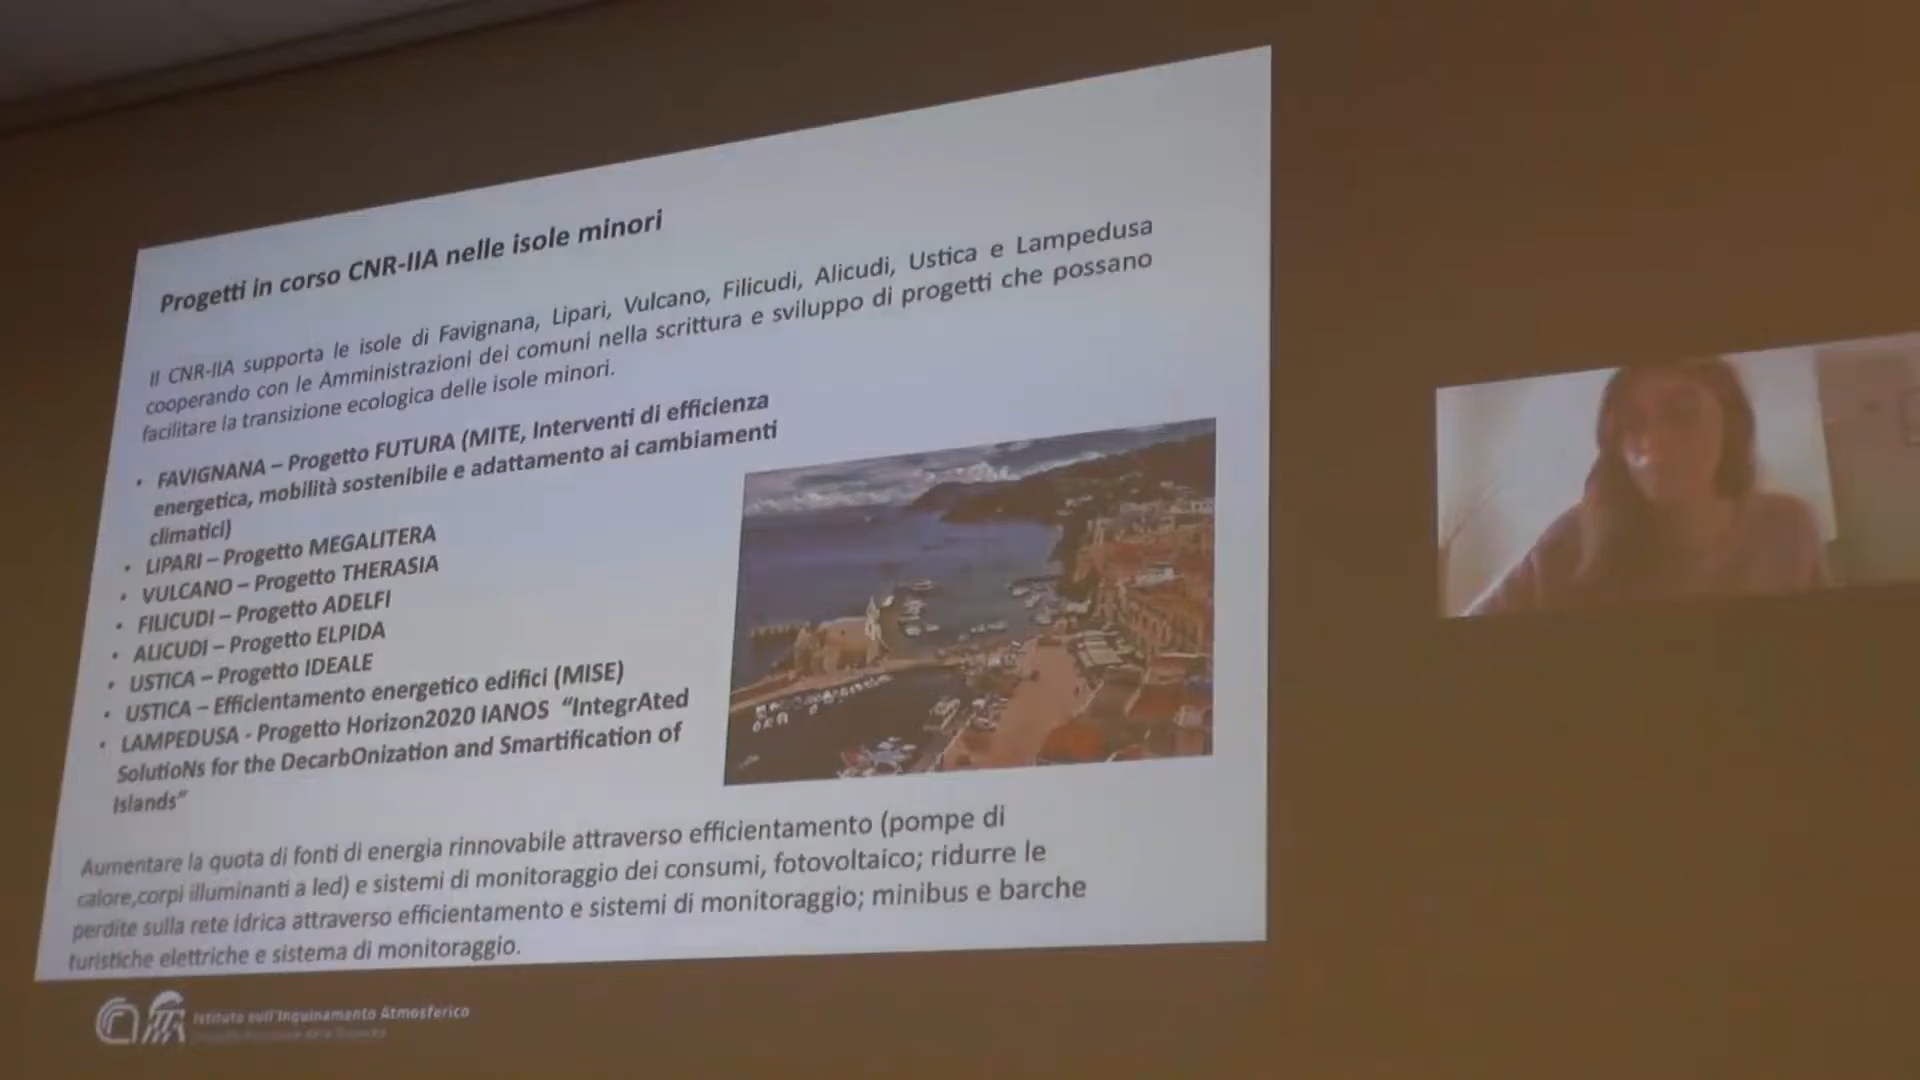 Progetti in corso CNR-IIA nelle isole minori
Il CNR-IIA supporta le isole di Favignana, Lipari, Vulcano, Filicudi, Alicudi, Ustica e Lampedusa
cooperando con le Amministrazioni dei comuni nella scrittura e sviluppo di progetti che possano
facilitare la transizione ecologica delle isole minori.
• FAVIGNANA – Progetto FUTURA (MITE, Interventi di efficienza
energetica, mobilità sostenibile e adattamento ai cambiamenti
climatici)
• LIPARI – Progetto MEGALITERA
• VULCANO – Progetto THERASIA
• FILICUDI – Progetto ADELFI
• ALICUDI – Progetto ELPIDA
• USTICA – Progetto IDEALE
• USTICA – Efficientamento energetico edifici (MISE)
• LAMPEDUSA - Progetto Horizon2020 IANOS "IntegrAted
SolutioNs for the DecarbOnization and Smartification of
Islands"
Aumentare la quota di fonti di energia rinnovabile attraverso efficientamento (pompe di
calore,corpi illuminanti a led) e sistemi di monitoraggio dei consumi, fotovoltaico; ridurre le
perdite sulla rete idrica attraverso efficientamento e sistemi di monitoraggio; minibus e barche
turistiche elettriche e sistema di monitoraggio.
Istituto sull'Inquinamento Atmosferico